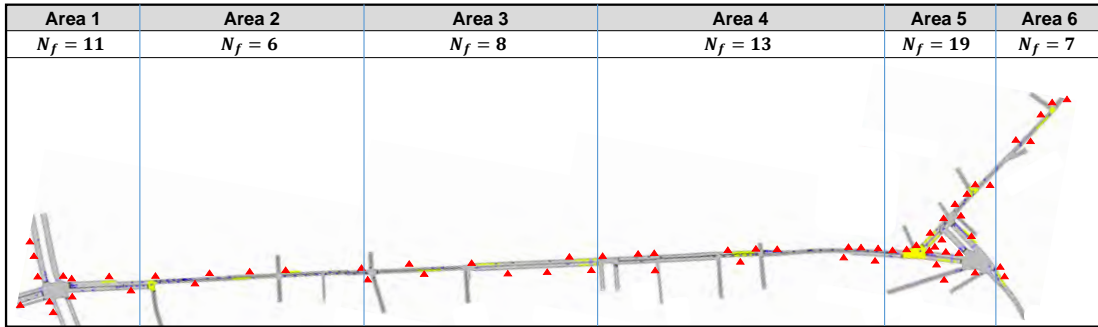 Area 1 Area 2 Area 3 Area 4 Area 5 Area 6
N_f = 11 N_f = 6 N_f = 8 N_f = 13 N_f = 19 N_f = 7